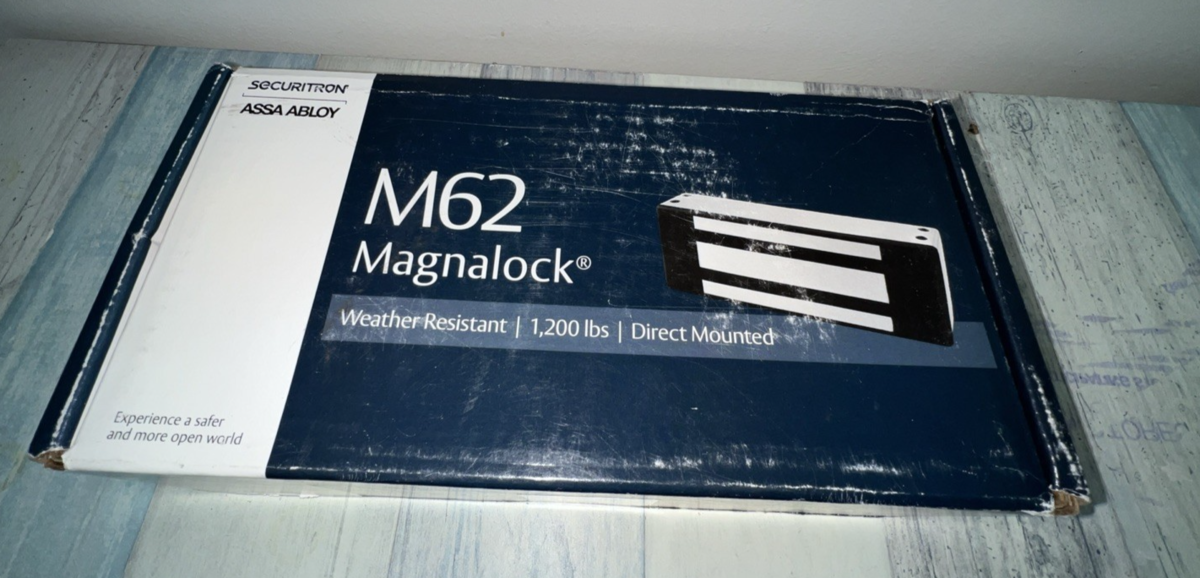 SECURITRON
ASSA ABLOY
M62
Magnalock®
Weather Resistant | 1,200 lbs | Direct Mounted
Experience a safer
and more open world